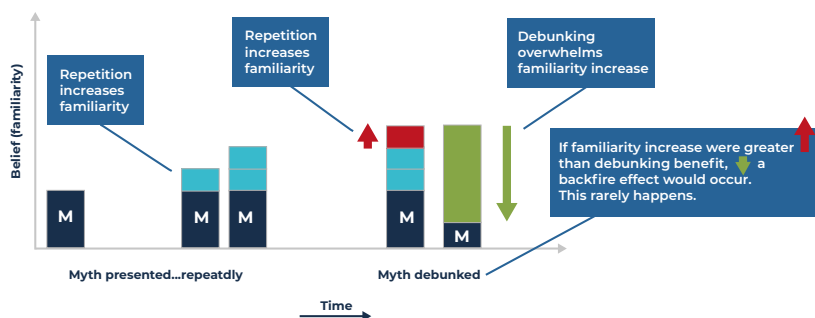 Belief (familiarity)
Repetition
increases
familiarity
Repetition
increases
familiarity
Debunking
overwhelms
familiarity increase
If familiarity increase were greater
than debunking benefit, a
backfire effect would occur.
This rarely happens.
M
M
M
M
M
Myth presented...repeatdly
Myth debunked
Time